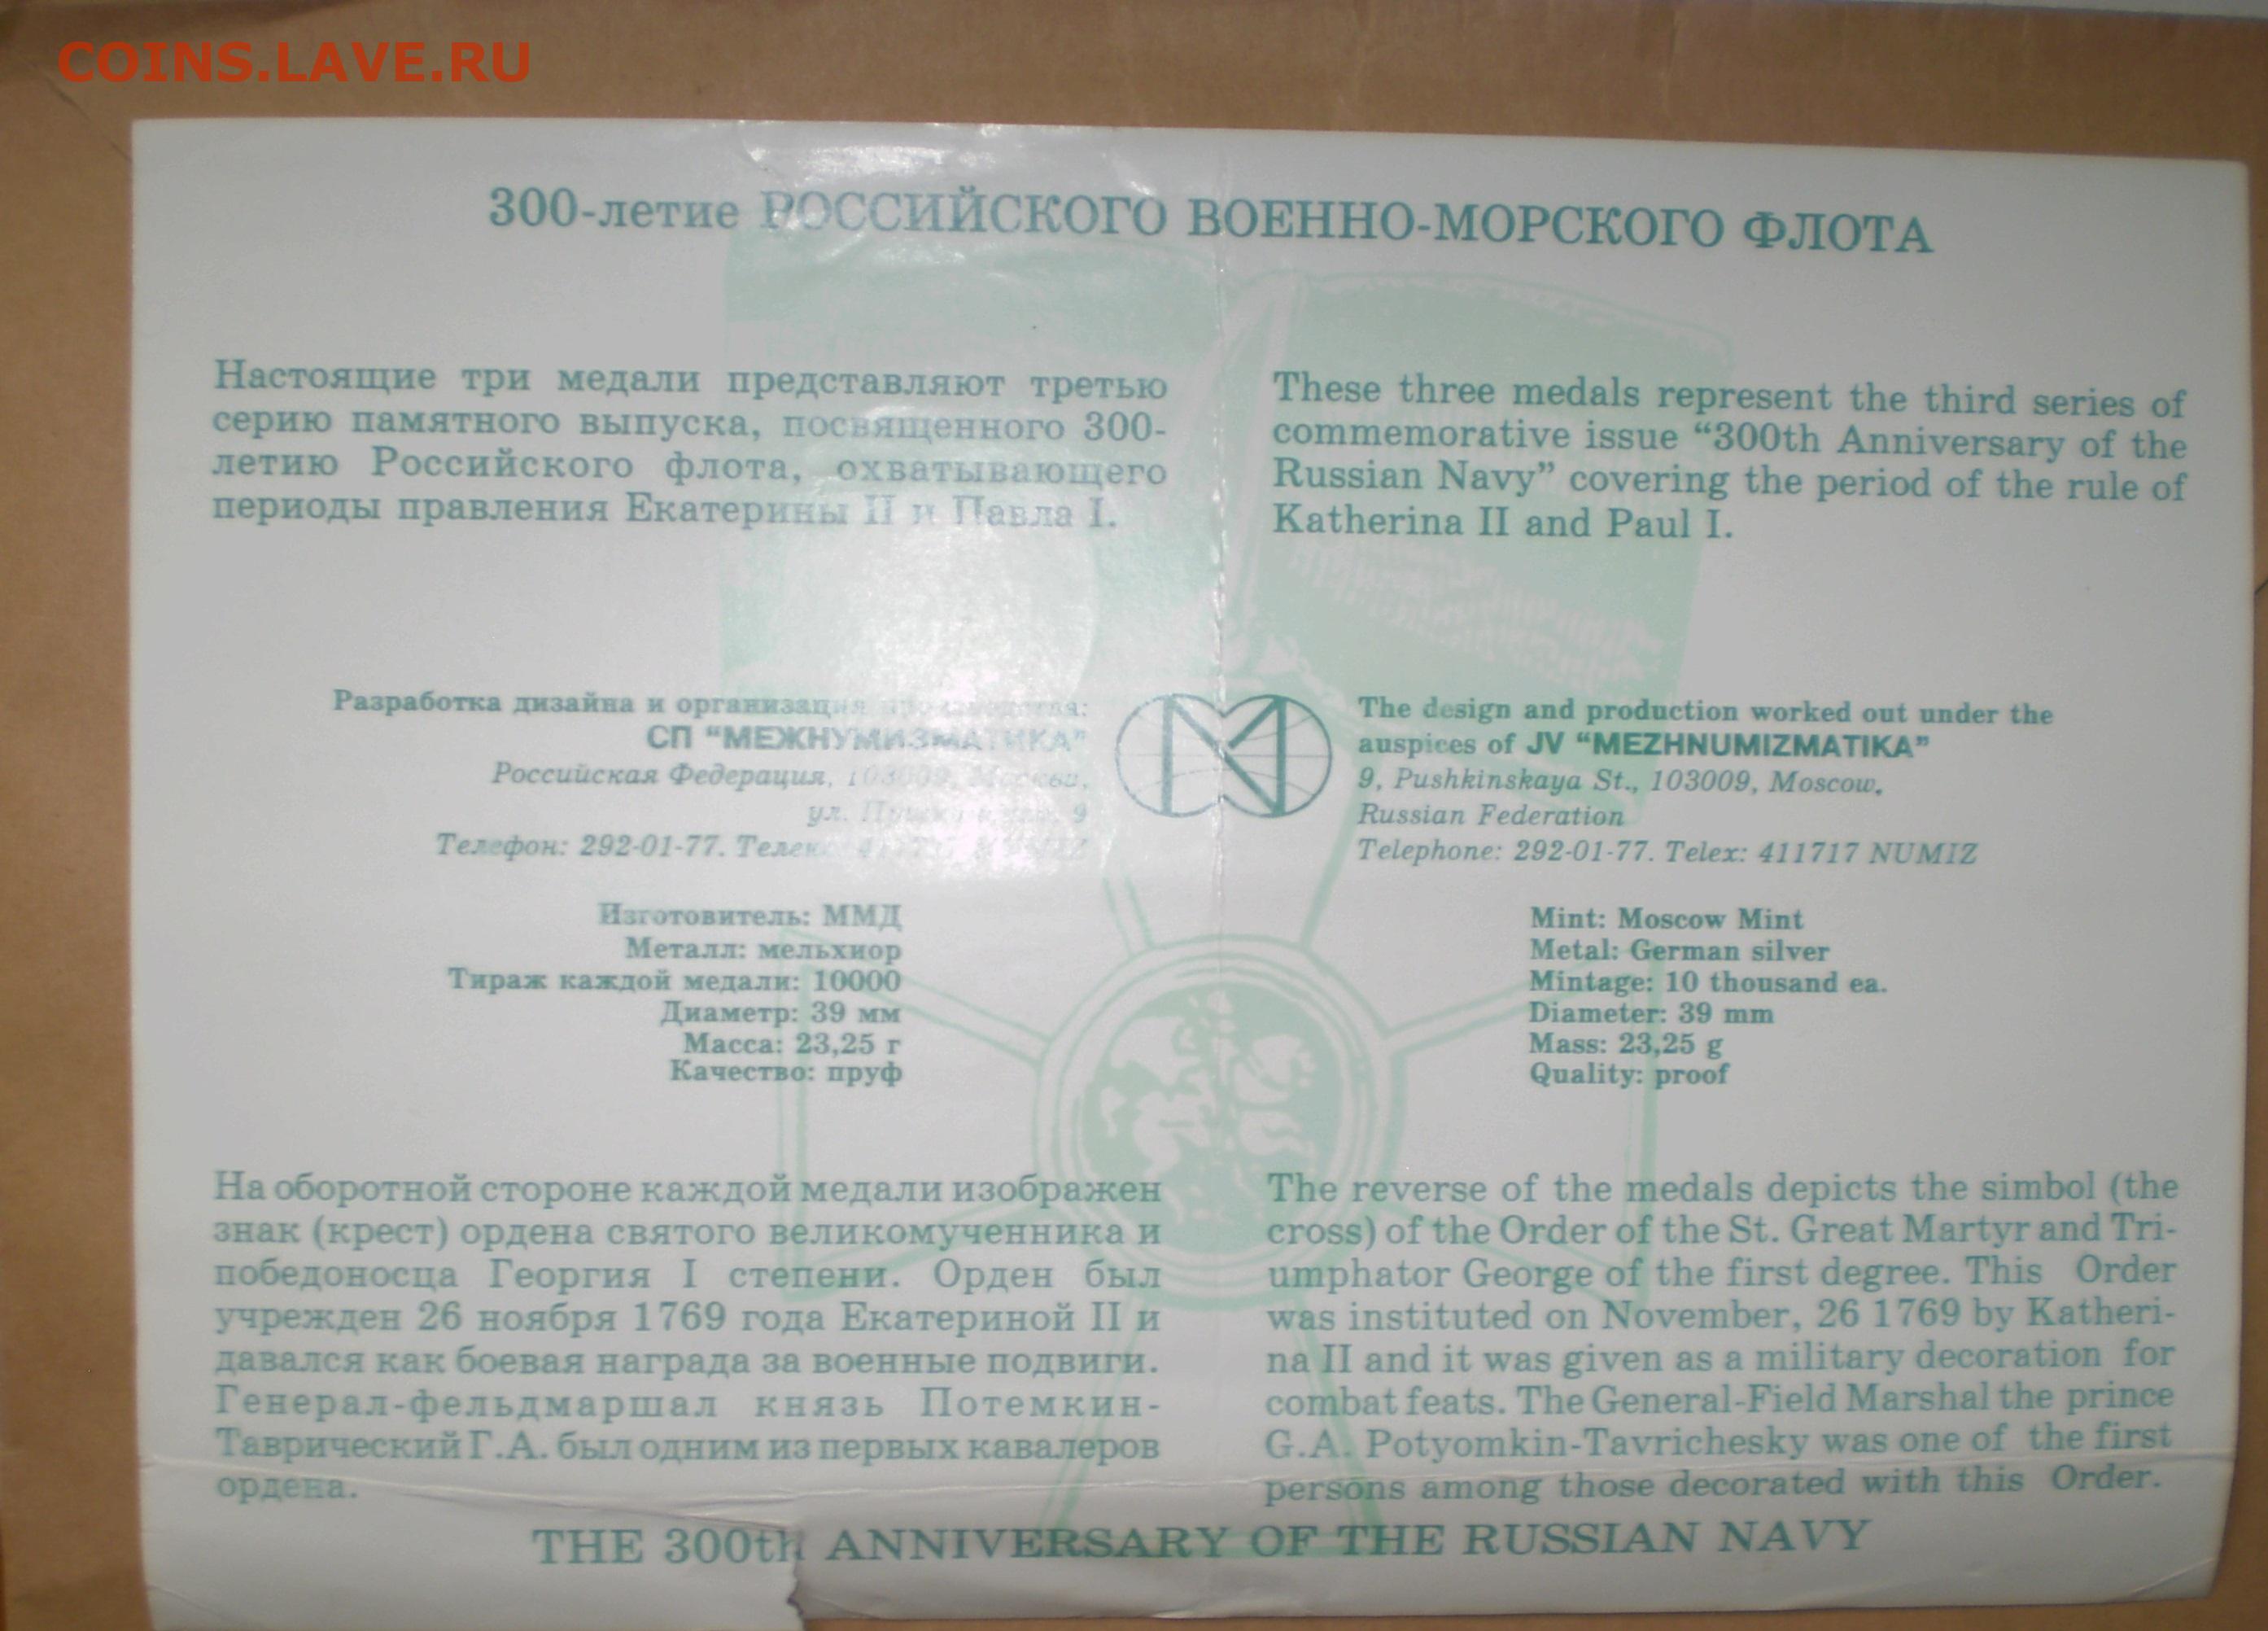 COINS.LAVE.RU
300-летие РОССИЙСКОГО ВОЕННО-МОРСКОГО ФЛОТА
Настоящие три медали представляют третью
серию памятного выпуска, посвященного 300-
летию Российского флота, охватывающего
периоды правления Екатерины II и Павла I.
These three medals represent the third series of
commemorative issue “300th Anniversary of the
Russian Navy” covering the period of the rule of
Katherina II and Paul I.
Разработка дизайна и организация
СП “МЕЖНУМИЗМАТИКА”
Российская Федерация, 103009, Москва,
ул. 9
Телефон: 292-01-77.
The design and production worked out under the
auspices of JV “MEZHNUMIZMATIKA”
9, Pushkinskaya St., 103009, Moscow,
Russian Federation
Telephone: 292-01-77. Telex: 411717 NUMIZ
Изготовитель: ММД
Металл: мельхиор
Тираж каждой медали: 10000
Диаметр: 39 мм
Масса: 23,25 г
Качество: пруф
Mint: Moscow Mint
Metal: German silver
Mintage: 10 thousand ea.
Diameter: 39 mm
Mass: 23,25 g
Quality: proof
На оборотной стороне каждой медали изображен
знак (крест) ордена святого великомученника и
победоносца Георгия I степени. Орден был
учрежден 26 ноября 1769 года Екатериной II и
давался как боевая награда за военные подвиги.
Генерал-фельдмаршал князь Потемкин-
Таврический Г.А. был одним из первых кавалеров
ордена.
The reverse of the medals depicts the simbol (the
cross) of the Order of the St. Great Martyr and Tri-
umphator George of the first degree. This Order
was instituted on November, 26 1769 by Katheri-
na II and it was given as a military decoration for
combat feats. The General-Field Marshal the prince
G.A. Potyomkin-Tavrichesky was one of the first
persons among those decorated with this Order.
THE 300th ANNIVERSARY OF THE RUSSIAN NAVY